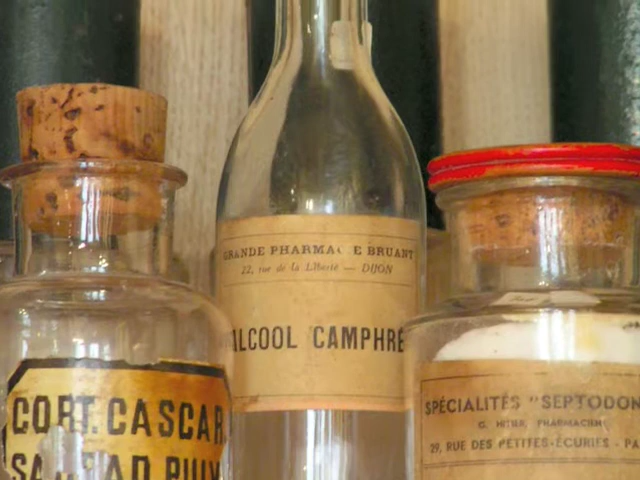 CORT. CASCAR
GRANDE PHARMACIE BRUANT
22, rue de la Liberté — DIJON
ALCOOL CAMPHRÉ
SPÉCIALITÉS "SEPTODON
PHARMACIEN
29, RUE DES PETITES-ÉCURIES - PA